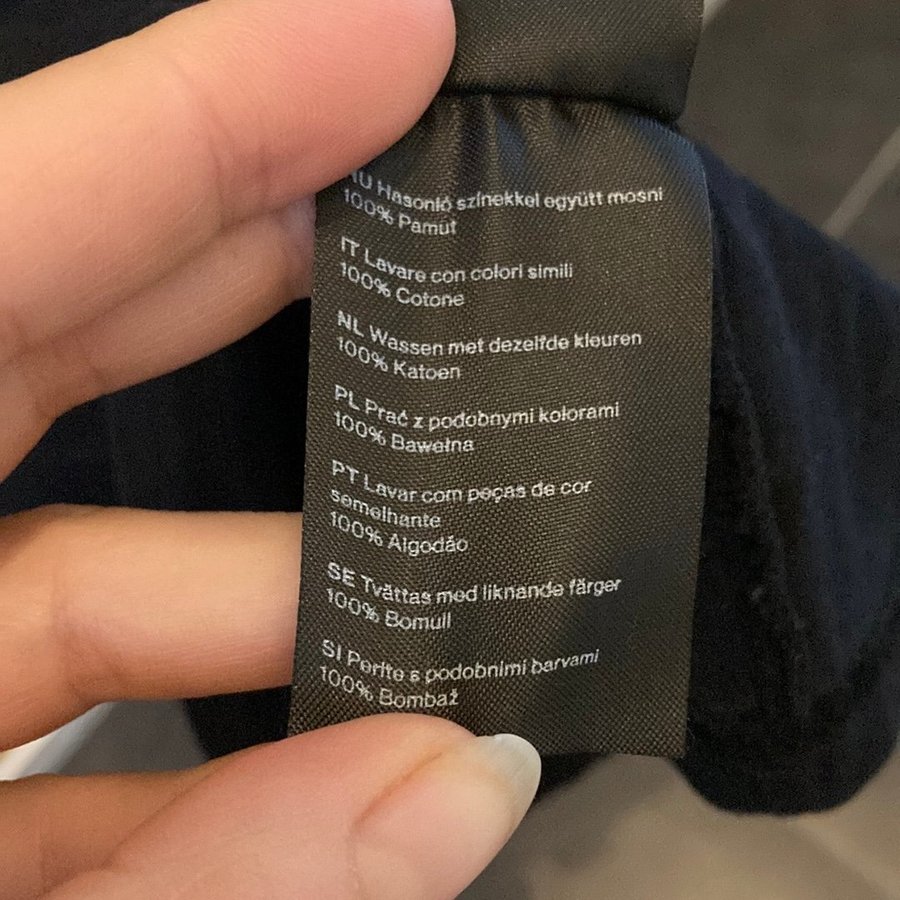 HU Hasonló színekkel együtt mosni
100% Pamut
IT Lavare con colori simili
100% Cotone
NL Wassen met dezelfde kleuren
100% Katoen
PL Prać z podobnymi kolorami
100% Bawełna
PT Lavar com peças de cor
semelhante
100% Algodão
SE Tvättas med liknande färger
100% Bomull
SI Perite s podobnimi barvami
100% Bombaž